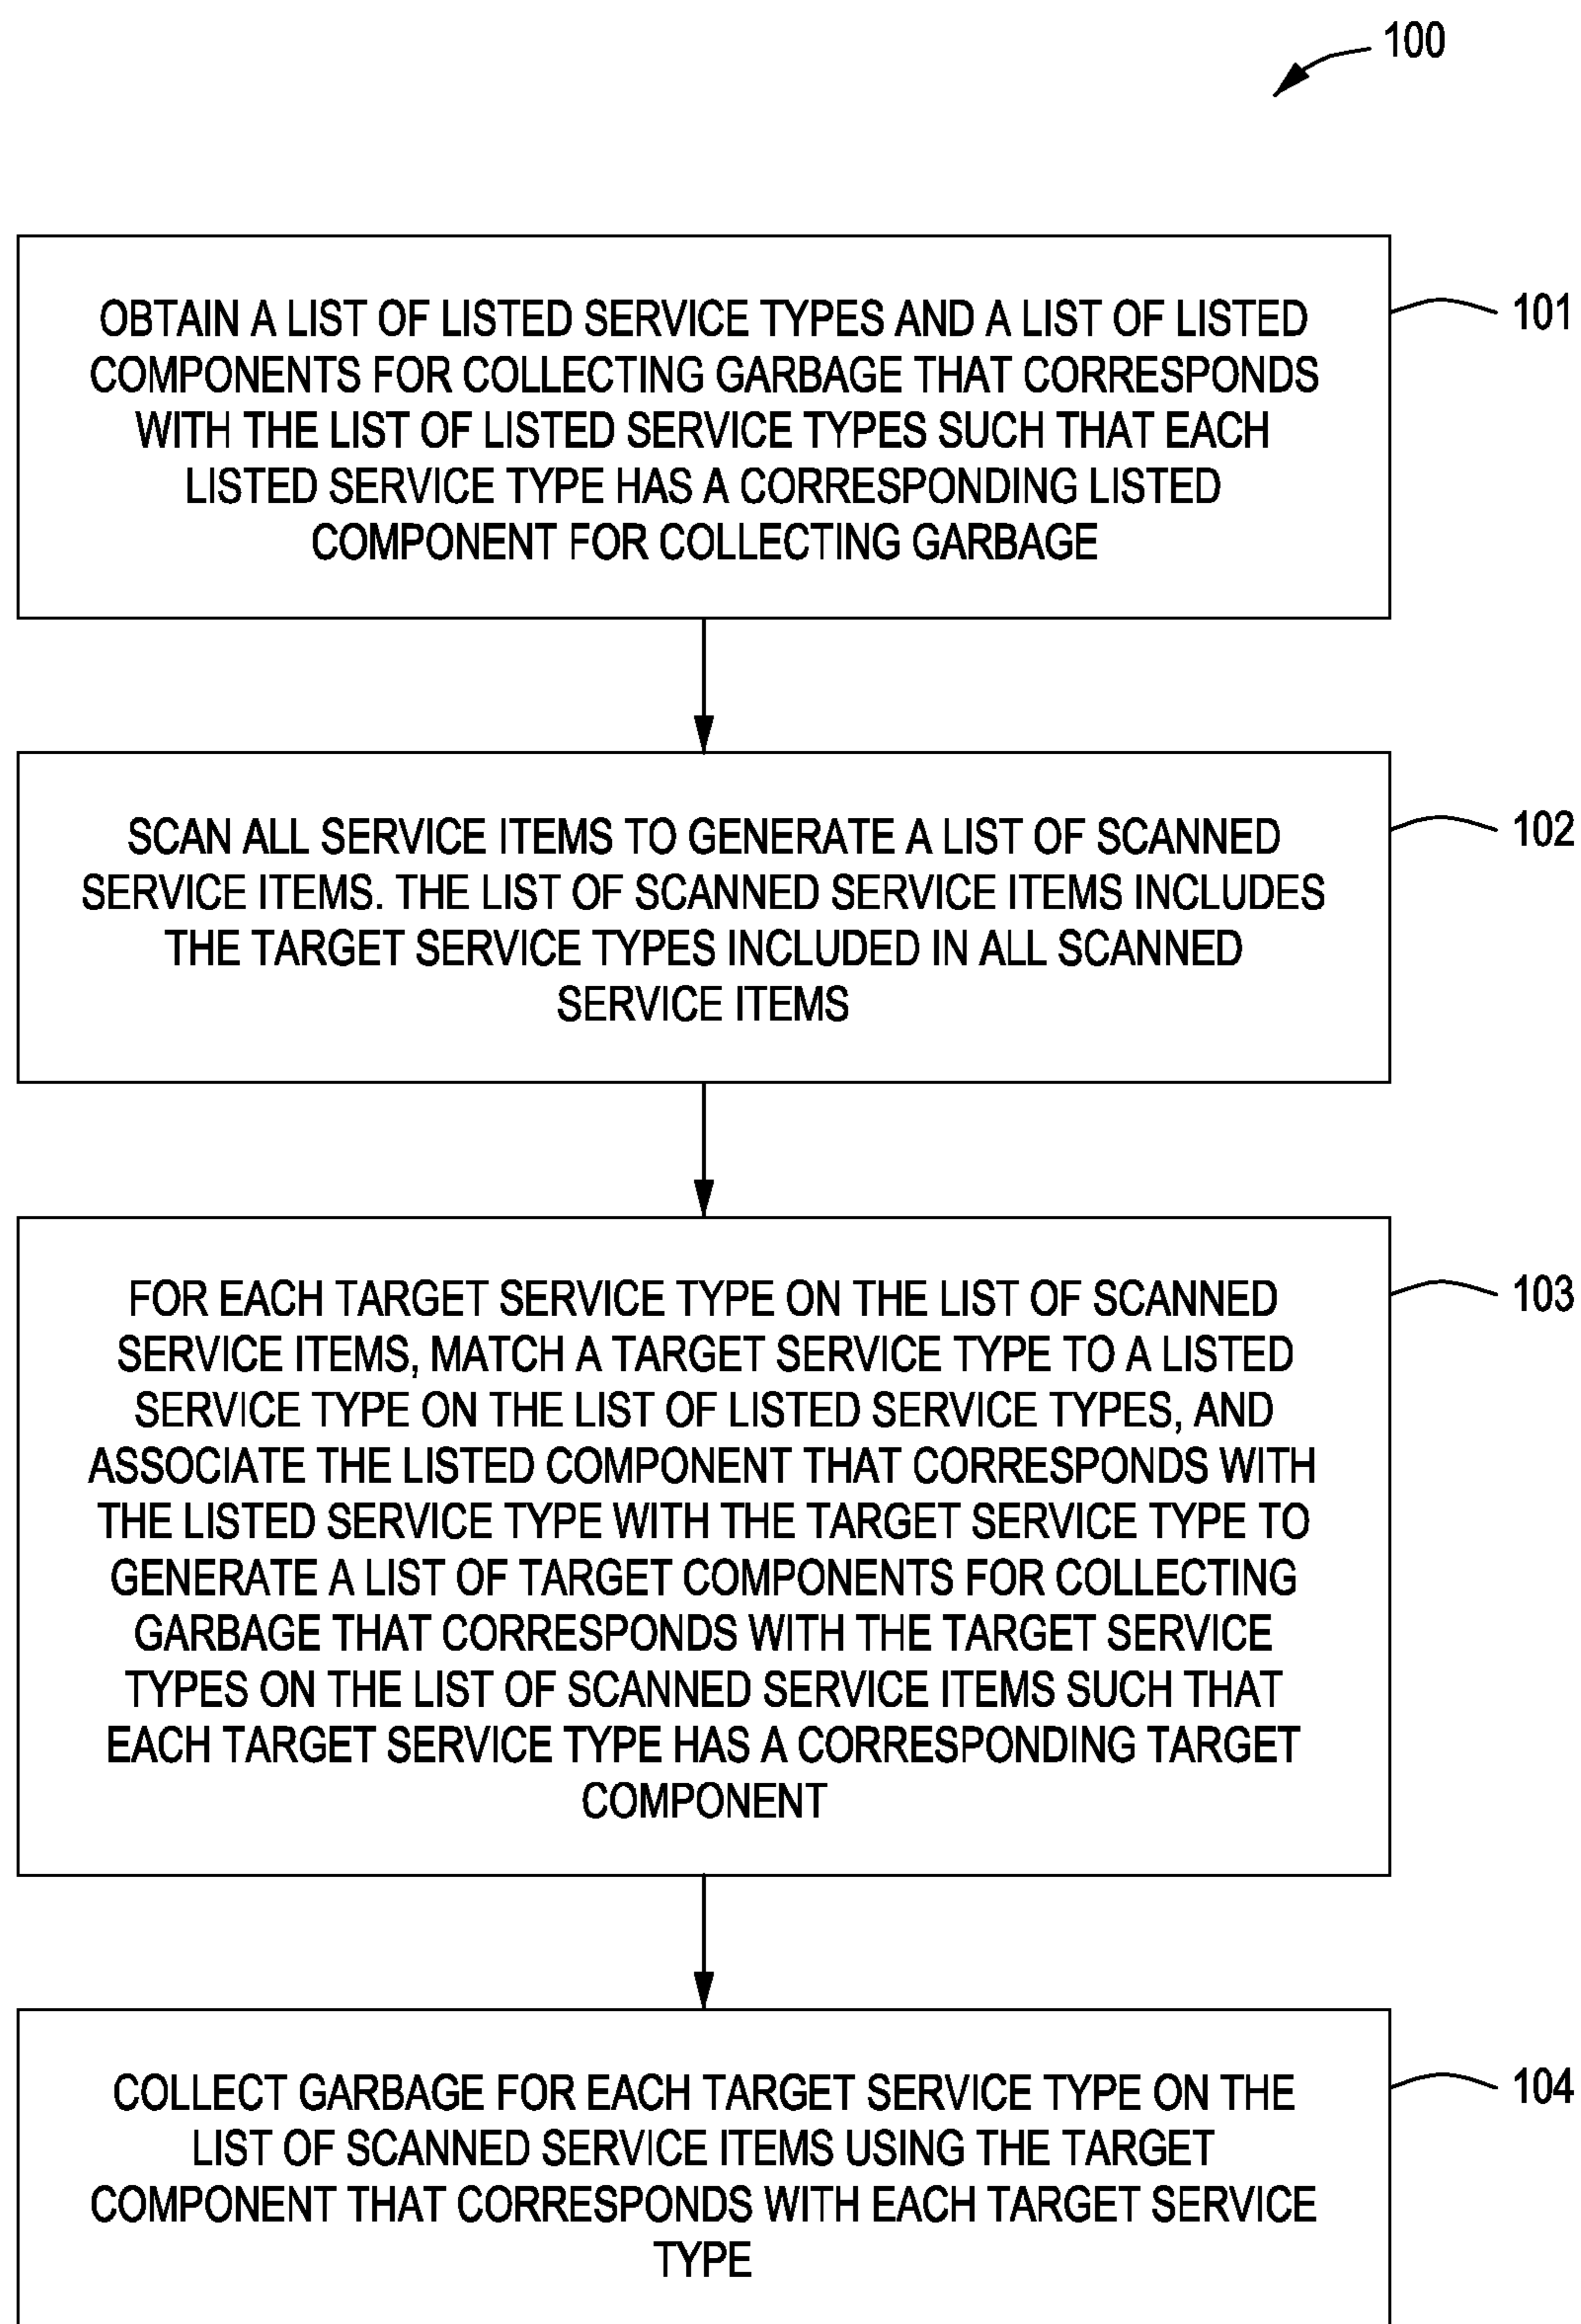 100
OBTAIN A LIST OF LISTED SERVICE TYPES AND A LIST OF LISTED
COMPONENTS FOR COLLECTING GARBAGE THAT CORRESPONDS
WITH THE LIST OF LISTED SERVICE TYPES SUCH THAT EACH
LISTED SERVICE TYPE HAS A CORRESPONDING LISTED
COMPONENT FOR COLLECTING GARBAGE
101
SCAN ALL SERVICE ITEMS TO GENERATE A LIST OF SCANNED
SERVICE ITEMS. THE LIST OF SCANNED SERVICE ITEMS INCLUDES
THE TARGET SERVICE TYPES INCLUDED IN ALL SCANNED
SERVICE ITEMS
102
FOR EACH TARGET SERVICE TYPE ON THE LIST OF SCANNED
SERVICE ITEMS, MATCH A TARGET SERVICE TYPE TO A LISTED
SERVICE TYPE ON THE LIST OF LISTED SERVICE TYPES, AND
ASSOCIATE THE LISTED COMPONENT THAT CORRESPONDS WITH
THE LISTED SERVICE TYPE WITH THE TARGET SERVICE TYPE TO
GENERATE A LIST OF TARGET COMPONENTS FOR COLLECTING
GARBAGE THAT CORRESPONDS WITH THE TARGET SERVICE
TYPES ON THE LIST OF SCANNED SERVICE ITEMS SUCH THAT
EACH TARGET SERVICE TYPE HAS A CORRESPONDING TARGET
COMPONENT
103
COLLECT GARBAGE FOR EACH TARGET SERVICE TYPE ON THE
LIST OF SCANNED SERVICE ITEMS USING THE TARGET
COMPONENT THAT CORRESPONDS WITH EACH TARGET SERVICE
TYPE
104